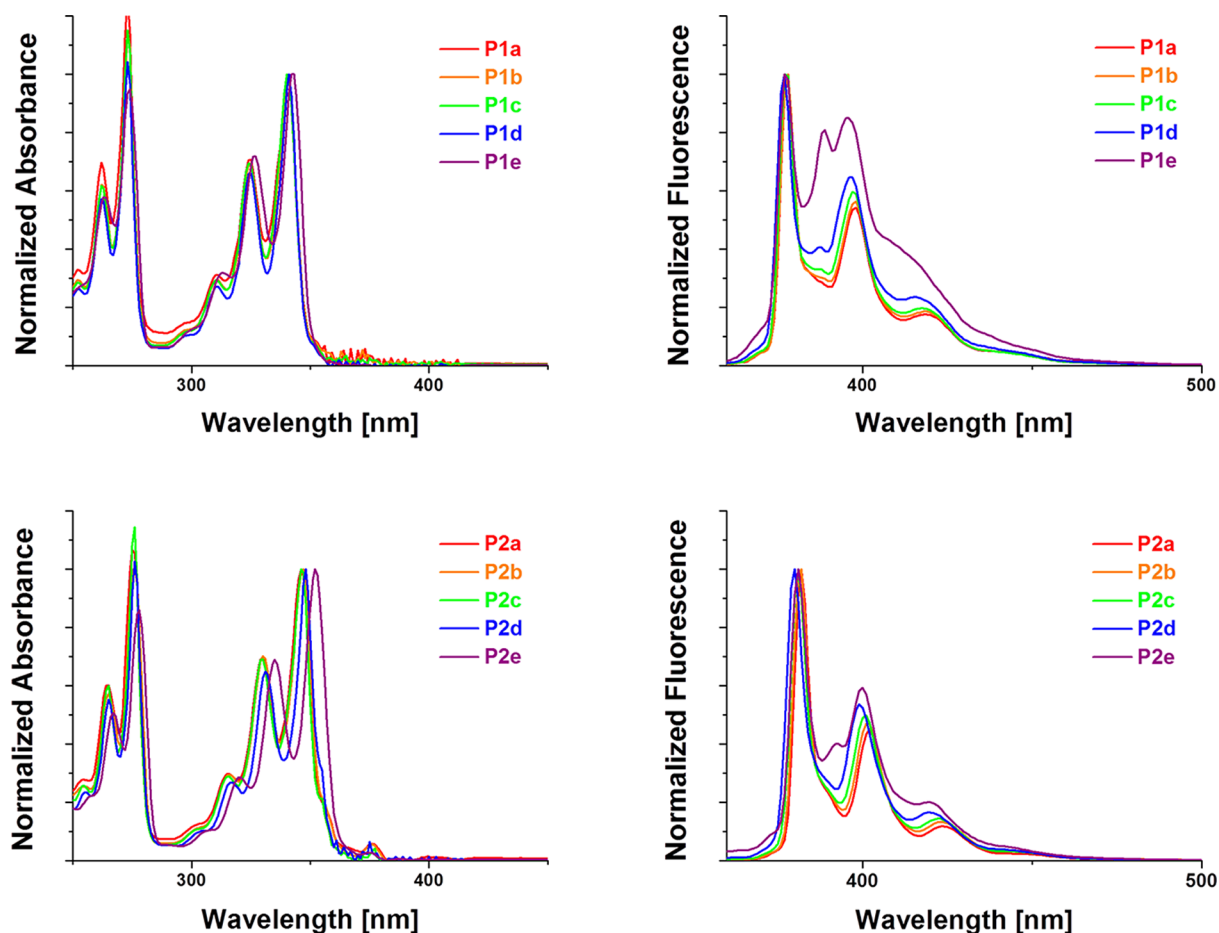 Normalized Absorbance
P1a
P1b
P1c
P1d
P1e
300
400
Wavelength [nm]
Normalized Fluorescence
P1a
P1b
P1c
P1d
P1e
400
500
Wavelength [nm]
Normalized Absorbance
P2a
P2b
P2c
P2d
P2e
300
400
Wavelength [nm]
Normalized Fluorescence
P2a
P2b
P2c
P2d
P2e
400
500
Wavelength [nm]